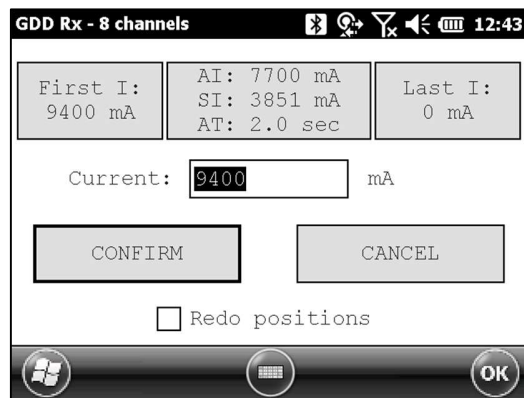 GDD Rx - 8 channels 12:43
First I:
9400 mA
AI: 7700 mA
SI: 3851 mA
AT: 2.0 sec
Last I:
0 mA
Current: 9400 mA
CONFIRM CANCEL
Redo positions
OK